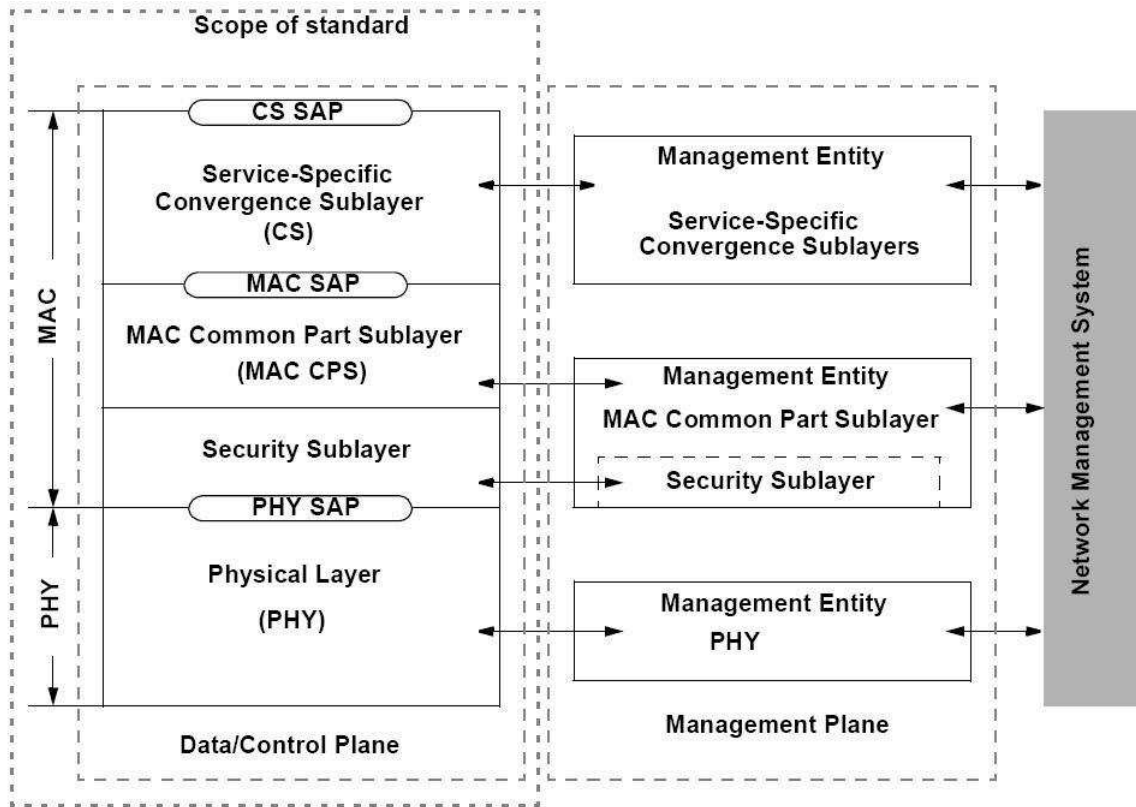 Scope of standard
CS SAP
Service-Specific
Convergence Sublayer
(CS)
MAC SAP
MAC Common Part Sublayer
(MAC CPS)
Security Sublayer
PHY SAP
Physical Layer
(PHY)
Data/Control Plane
MAC
PHY
Management Entity
Service-Specific
Convergence Sublayers
Management Entity
MAC Common Part Sublayer
Security Sublayer
Management Entity
PHY
Management Plane
Network Management System